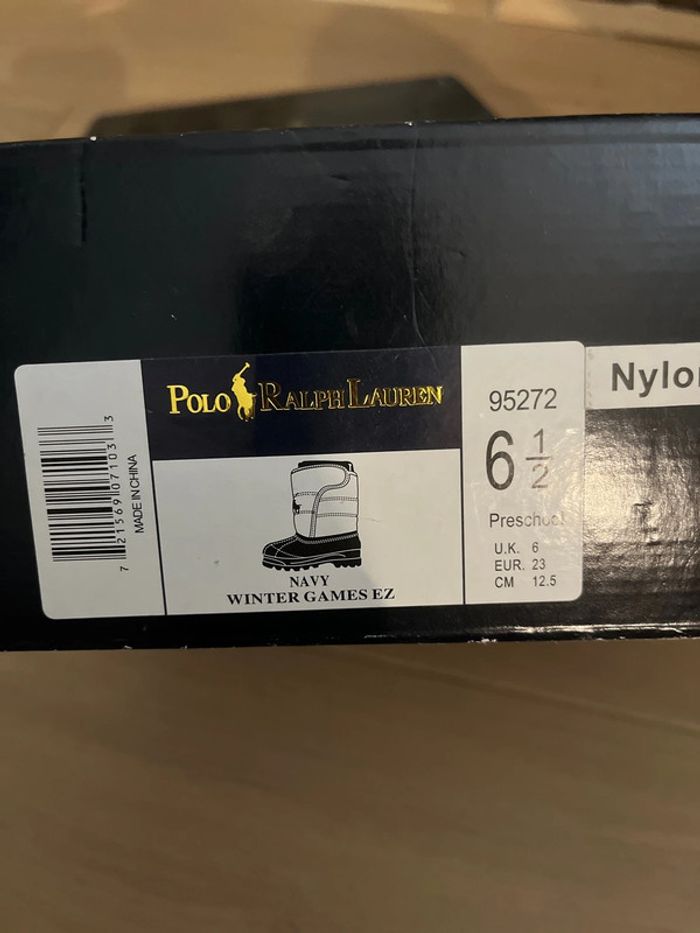 POLO RALPH LAUREN
NAVY
WINTER GAMES EZ
95272
6 1/2
Preschool
U.K. 6
EUR. 23
CM 12.5
Nylo
MADE IN CHINA
7 21569 07103 3